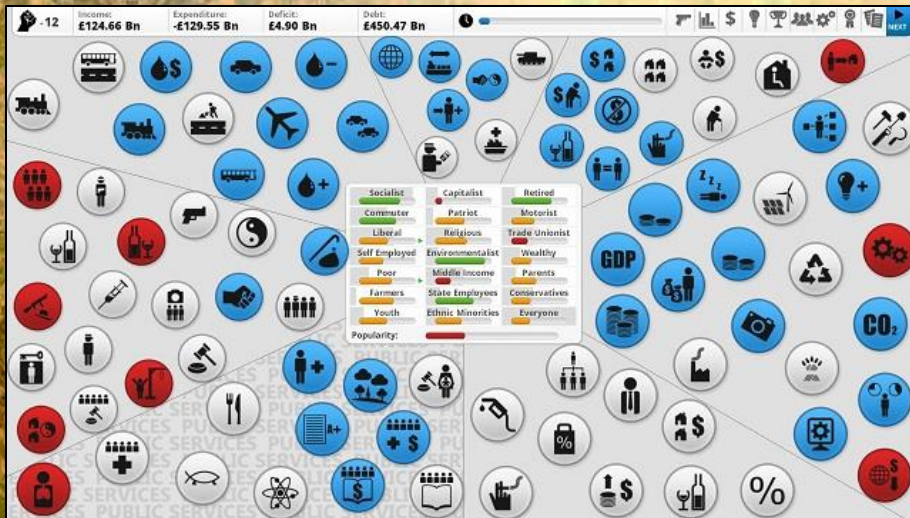 -12
Income:
£124.66 Bn
Expenditure:
-£129.55 Bn
Deficit:
£4.90 Bn
Debt:
£450.47 Bn
$
NEXT
$
$
$
$
$
Z Z Z
GDP
CO₂
Socialist Capitalist Retired
Commuter Patriot Motorist
Liberal Religious Trade Unionist
Self Employed Environmentalist Wealthy
Poor Middle Income Parents
Farmers State Employees Conservatives
Youth Ethnic Minorities Everyone
Popularity:
A+
$
$
%
$
$
%
$
PUBLIC SERVICES PUBLIC SERVICES